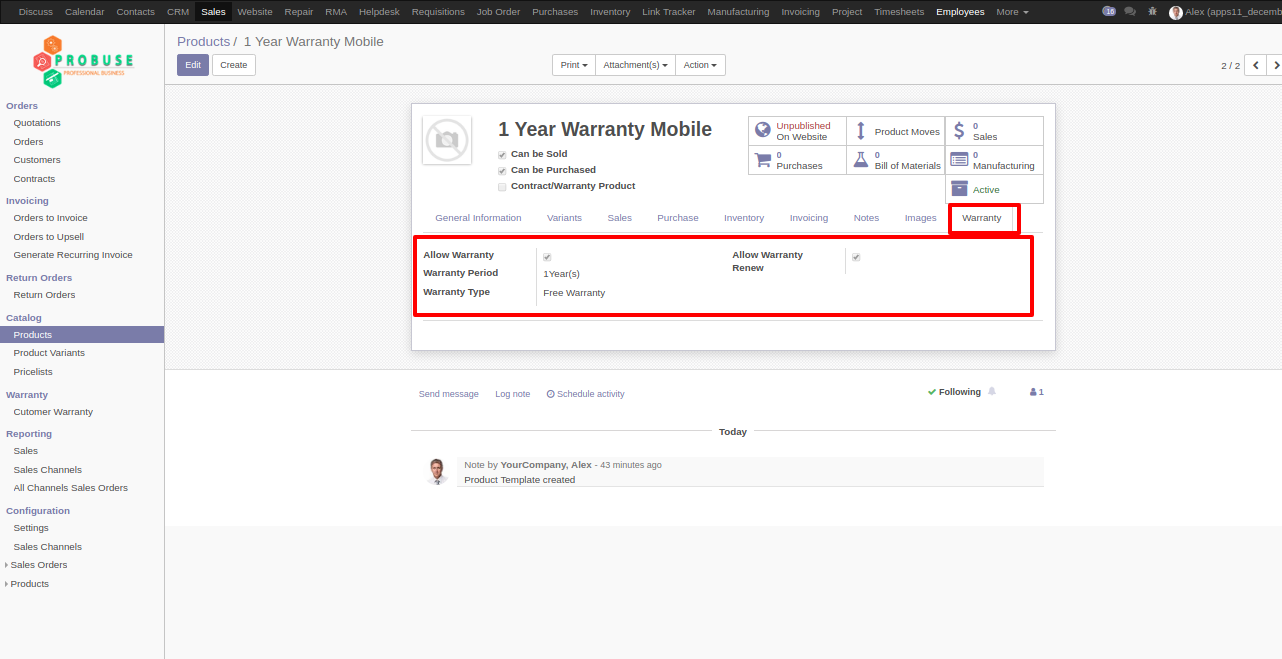 Discuss Calendar Contacts CRM Sales Website Repair RMA Helpdesk Requisitions Job Order Purchases Inventory Link Tracker Manufacturing Invoicing Project Timesheets Employees More 16 Alex (apps11_decemb
PROBUSE
PROFESSIONAL BUSINESS
Orders
Quotations
Orders
Customers
Contracts
Invoicing
Orders to Invoice
Orders to Upsell
Generate Recurring Invoice
Return Orders
Return Orders
Catalog
Products
Product Variants
Pricelists
Warranty
Cutomer Warranty
Reporting
Sales
Sales Channels
All Channels Sales Orders
Configuration
Settings
Sales Channels
Sales Orders
Products
Products / 1 Year Warranty Mobile
Edit Create Print Attachment(s) Action 2 / 2
1 Year Warranty Mobile
Can be Sold
Can be Purchased
Contract/Warranty Product
Unpublished
On Website
Product Moves
0
Sales
0
Purchases
0
Bill of Materials
0
Manufacturing
Active
General Information Variants Sales Purchase Inventory Invoicing Notes Images Warranty
Allow Warranty
Warranty Period 1Year(s)
Warranty Type Free Warranty
Allow Warranty
Renew
Send message Log note Schedule activity Following 1
Today
Note by YourCompany, Alex - 43 minutes ago
Product Template created